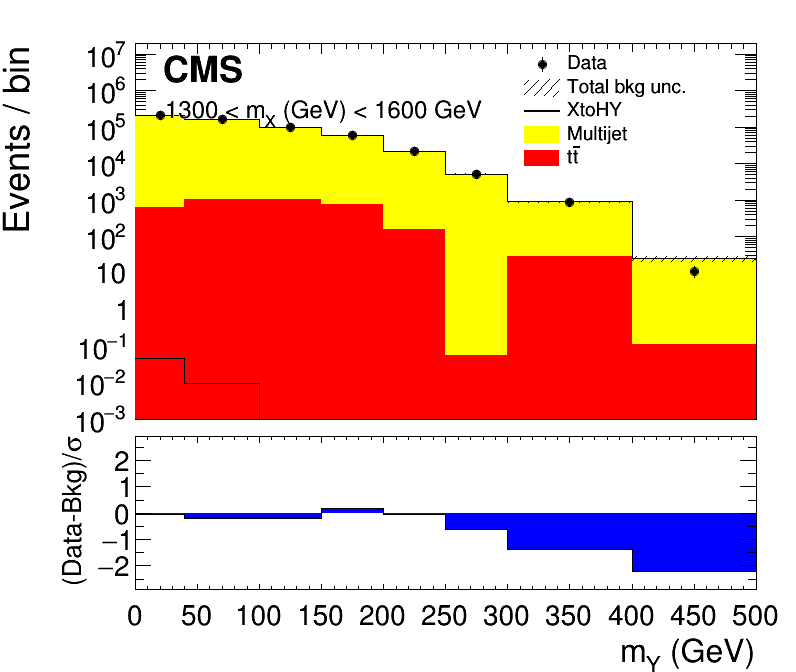 Events / bin
10⁷
10⁶
10⁵
10⁴
10³
10²
10
1
10⁻¹
10⁻²
10⁻³
CMS
1300 < m_X (GeV) < 1600 GeV
Data
Total bkg unc.
XtoHY
Multijet
tt̄
(Data-Bkg)/σ
2
1
0
−1
−2
0 50 100 150 200 250 300 350 400 450 500
m_Y (GeV)